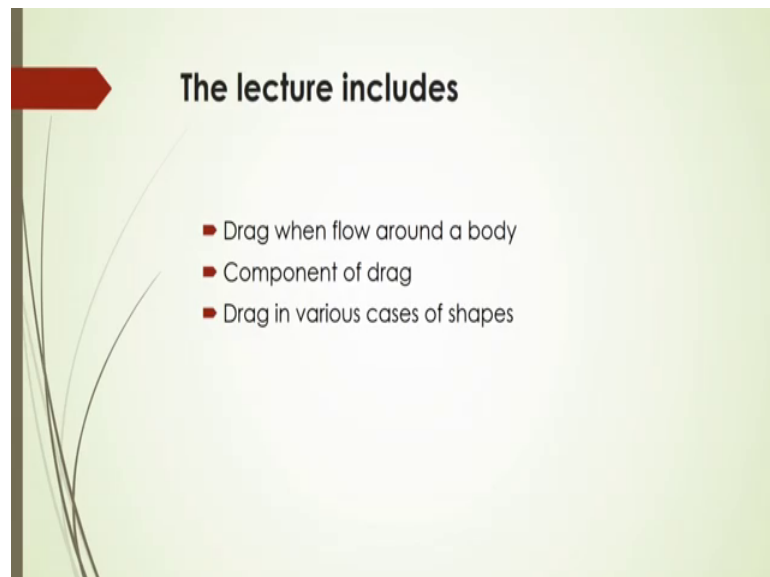 The lecture includes
Drag when flow around a body
Component of drag
Drag in various cases of shapes